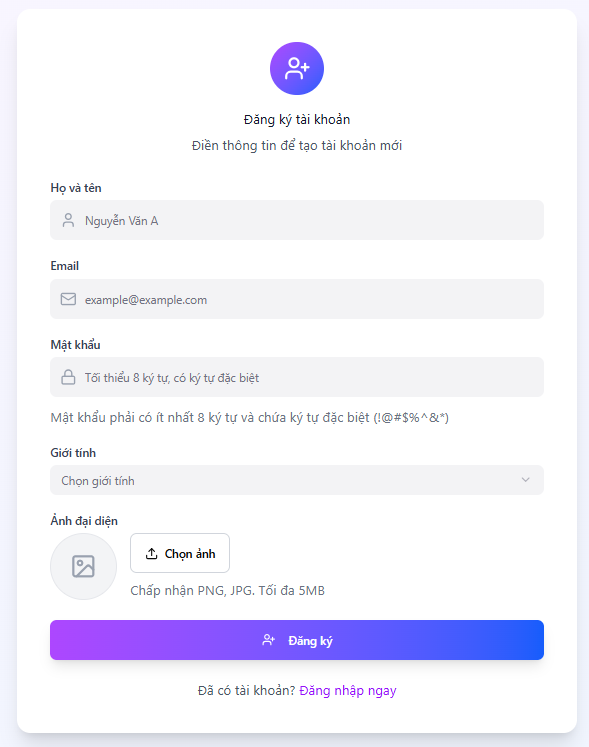 Đăng ký tài khoản
Điền thông tin để tạo tài khoản mới
Họ và tên
Nguyễn Văn A
Email
example@example.com
Mật khẩu
Tối thiểu 8 ký tự, có ký tự đặc biệt
Mật khẩu phải có ít nhất 8 ký tự và chứa ký tự đặc biệt (!@#$%^&*)
Giới tính
Chọn giới tính
Ảnh đại diện
Chọn ảnh
Chấp nhận PNG, JPG. Tối đa 5MB
Đăng ký
Đã có tài khoản? Đăng nhập ngay